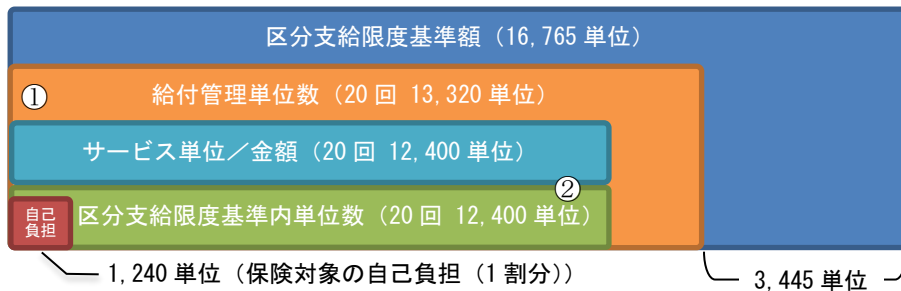 区分支給限度基準額（16,765 単位）
① 給付管理単位数（20 回 13,320 単位）
サービス単位／金額（20 回 12,400 単位）
②
自己
負担
区分支給限度基準内単位数（20 回 12,400 単位）
1,240 単位（保険対象の自己負担（1 割分））
3,445 単位